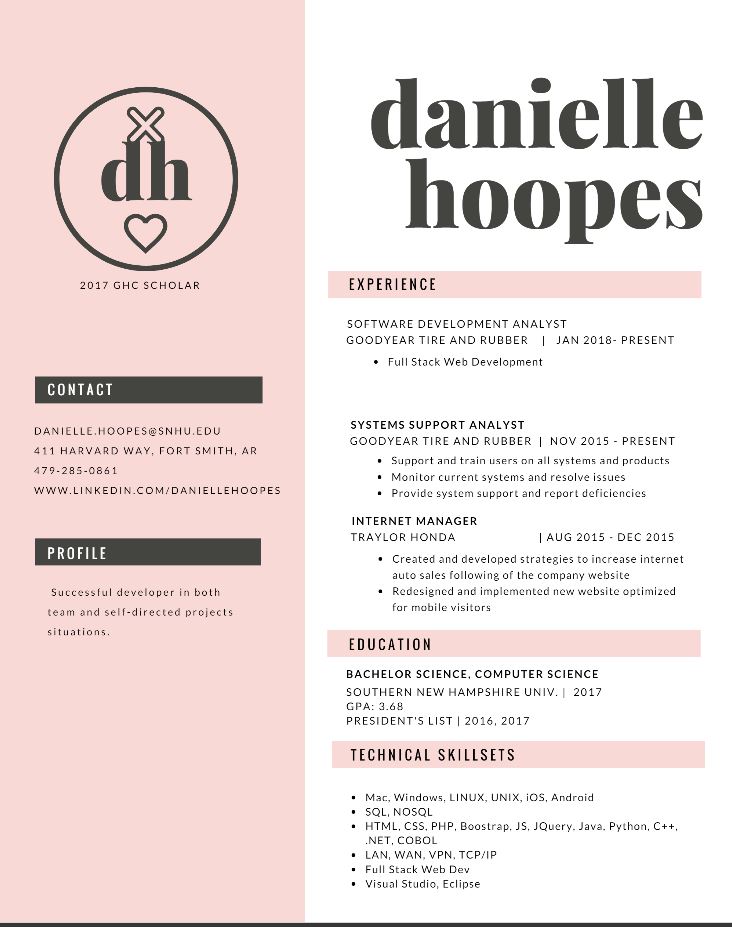 dh
2017 GHC SCHOLAR
CONTACT
DANIELLE.HOOPES@SNHU.EDU
411 HARVARD WAY, FORT SMITH, AR
479-285-0861
WWW.LINKEDIN.COM/DANIELLEHOOPES
PROFILE
Successful developer in both
team and self-directed projects
situations.
danielle
hoopes
EXPERIENCE
SOFTWARE DEVELOPMENT ANALYST
GOODYEAR TIRE AND RUBBER | JAN 2018- PRESENT
• Full Stack Web Development
SYSTEMS SUPPORT ANALYST
GOODYEAR TIRE AND RUBBER | NOV 2015 - PRESENT
• Support and train users on all systems and products
• Monitor current systems and resolve issues
• Provide system support and report deficiencies
INTERNET MANAGER
TRAYLOR HONDA | AUG 2015 - DEC 2015
• Created and developed strategies to increase internet
auto sales following of the company website
• Redesigned and implemented new website optimized
for mobile visitors
EDUCATION
BACHELOR SCIENCE, COMPUTER SCIENCE
SOUTHERN NEW HAMPSHIRE UNIV. | 2017
GPA: 3.68
PRESIDENT'S LIST | 2016, 2017
TECHNICAL SKILLSETS
• Mac, Windows, LINUX, UNIX, iOS, Android
• SQL, NOSQL
• HTML, CSS, PHP, Boostrap, JS, JQuery, Java, Python, C++,
.NET, COBOL
• LAN, WAN, VPN, TCP/IP
• Full Stack Web Dev
• Visual Studio, Eclipse